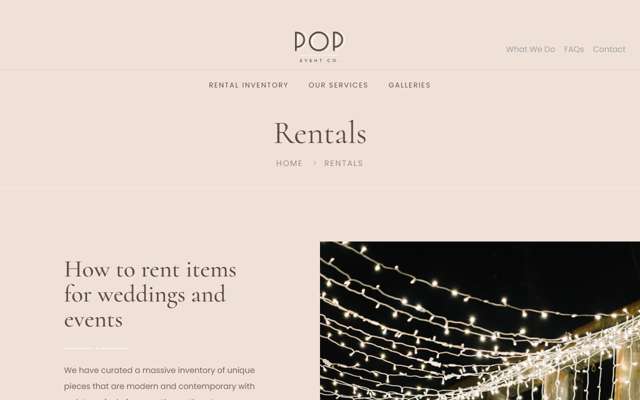 POP
EVENT CO.
What We Do FAQs Contact
RENTAL INVENTORY OUR SERVICES GALLERIES
Rentals
HOME > RENTALS
How to rent items
for weddings and
events
We have curated a massive inventory of unique
pieces that are modern and contemporary with